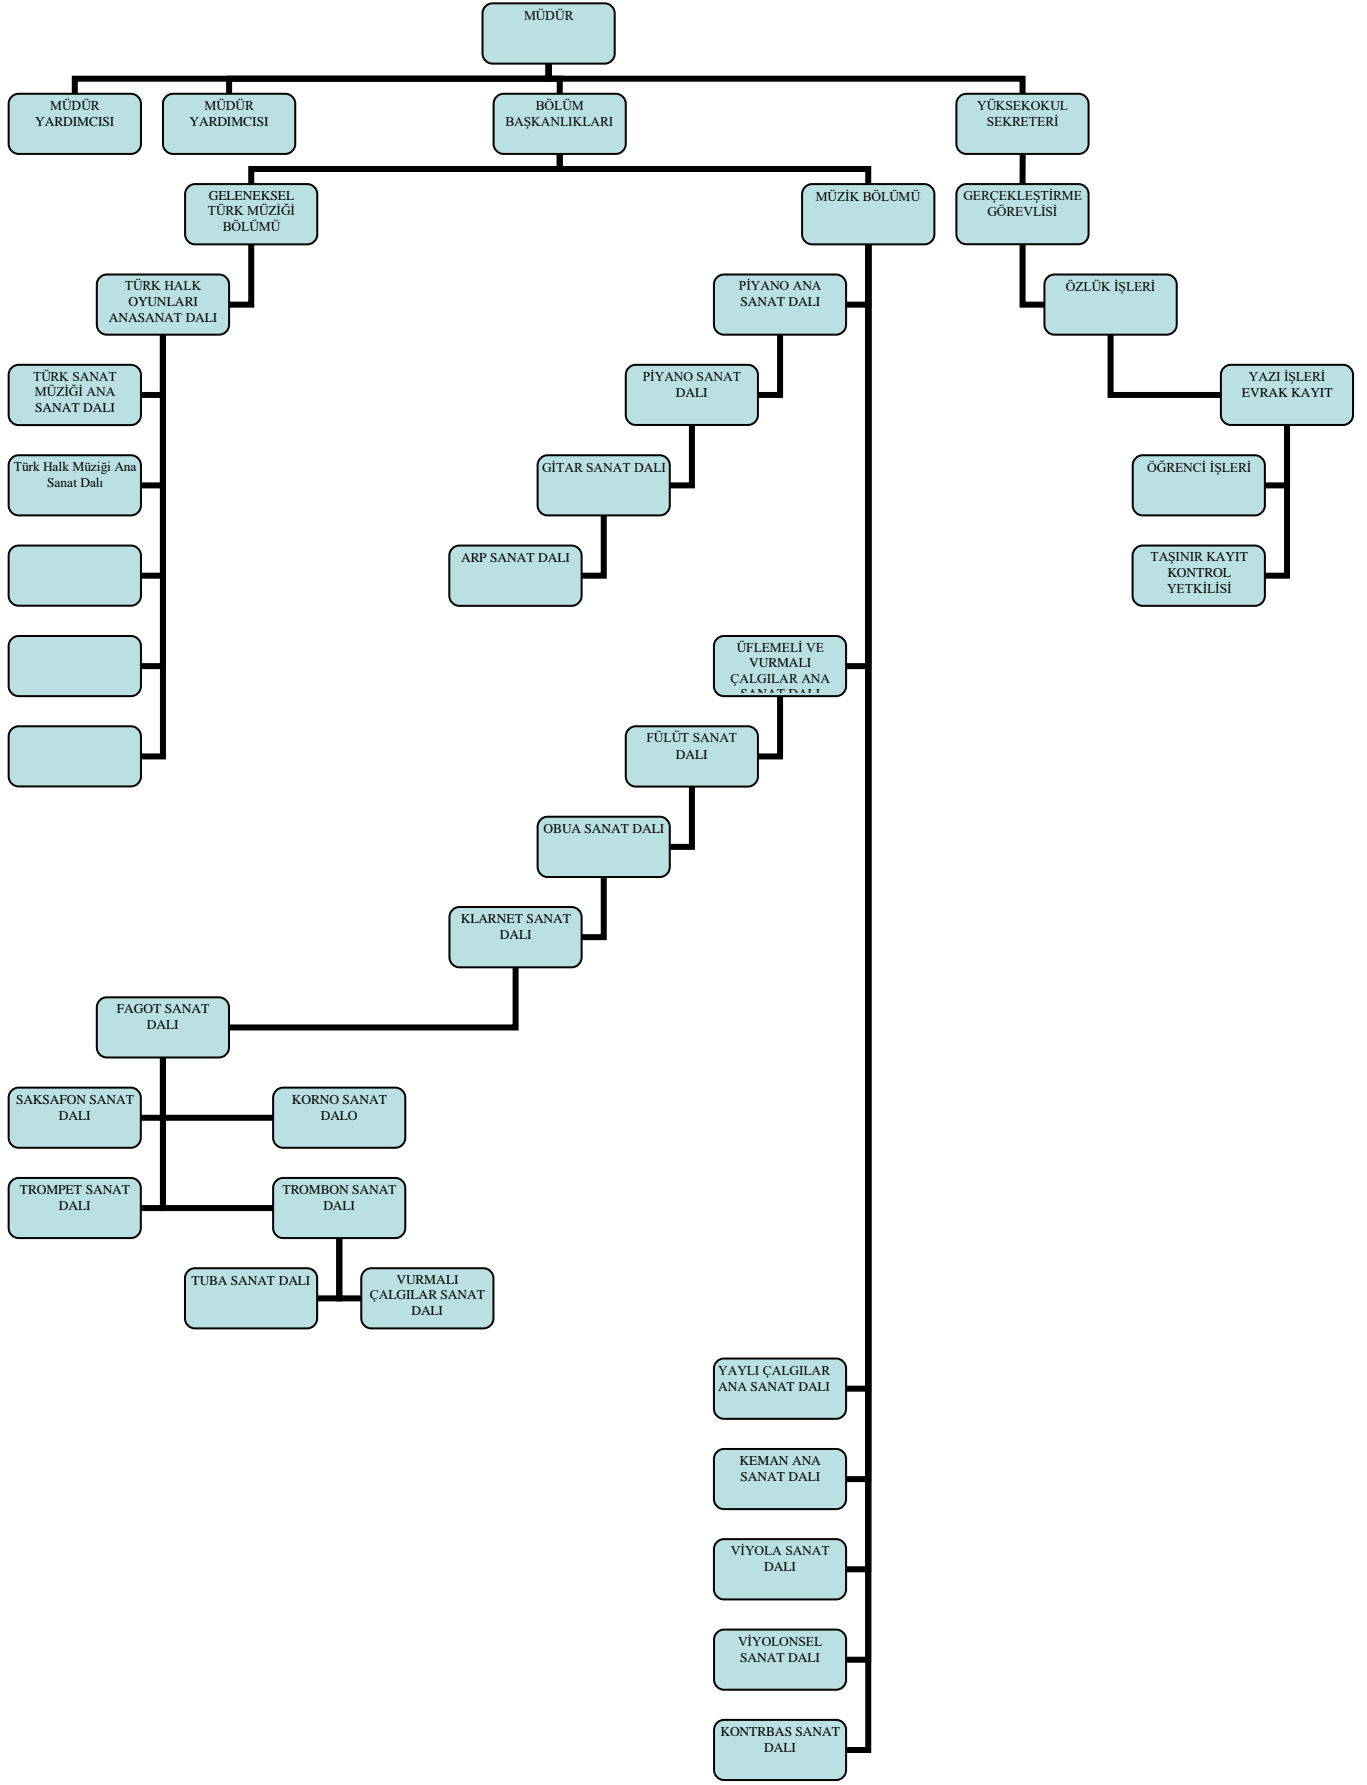 MÜDÜR
MÜDÜR
YARDIMCISI
MÜDÜR
YARDIMCISI
BÖLÜM
BAŞKANLIKLARI
YÜKSEKOKUL
SEKRETERİ
GELENEKSEL
TÜRK MÜZİĞİ
BÖLÜMÜ
MÜZİK BÖLÜMÜ
GERÇEKLEŞTİRME
GÖREVLİSİ
TÜRK HALK
OYUNLARI
ANASANAT DALI
PİYANO ANA
SANAT DALI
ÖZLÜK İŞLERİ
TÜRK SANAT
MÜZİĞİ ANA
SANAT DALI
PİYANO SANAT
DALI
YAZI İŞLERİ
EVRAK KAYIT
Türk Halk Müziği Ana
Sanat Dalı
GİTAR SANAT DALI
ÖĞRENCİ İŞLERİ
ARP SANAT DALI
TAŞINIR KAYIT
KONTROL
YETKİLİSİ
ÜFLEMELİ VE
VURMALI
ÇALGILAR ANA
SANAT DALI
FÜLÜT SANAT
DALI
OBUA SANAT DALI
KLARNET SANAT
DALI
FAGOT SANAT
DALI
SAKSAFON SANAT
DALI
KORNO SANAT
DALO
TROMPET SANAT
DALI
TROMBON SANAT
DALI
TUBA SANAT DALI
VURMALI
ÇALGILAR SANAT
DALI
YAYLI ÇALGILAR
ANA SANAT DALI
KEMAN ANA
SANAT DALI
VİYOLA SANAT
DALI
VİYOLONSEL
SANAT DALI
KONTRBAS SANAT
DALI